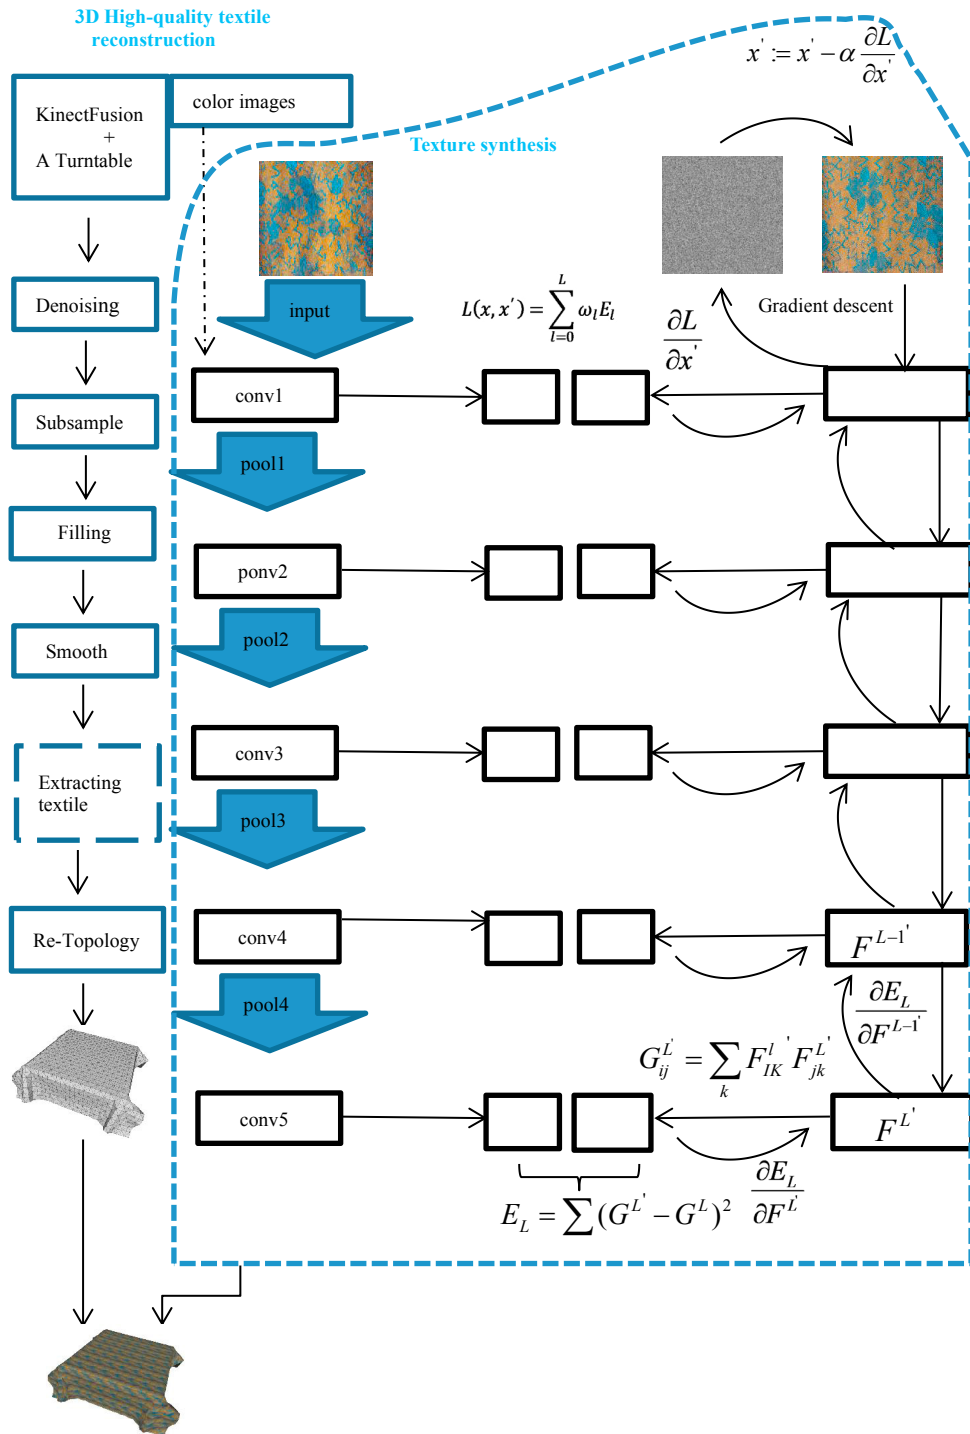 3D High-quality textile
reconstruction
KinectFusion
+
A Turntable
color images
Denoising
Subsample
Filling
Smooth
Extracting
textile
Re-Topology
Texture synthesis
x' := x' − α ∂L/∂x'
input
L(x, x′) = ∑_{l=0}^{L} ω_l E_l
∂L/∂x'
Gradient descent
conv1
pool1
ponv2
pool2
conv3
pool3
conv4
F^{L−1'}
pool4
∂E_L/∂F^{L−1'}
G_{ij}^{L'} = ∑_k F_{IK}^{l '} F_{jk}^{L'}
conv5
F^{L'}
E_L = ∑ (G^{L'} − G^L)^2
∂E_L/∂F^{L'}